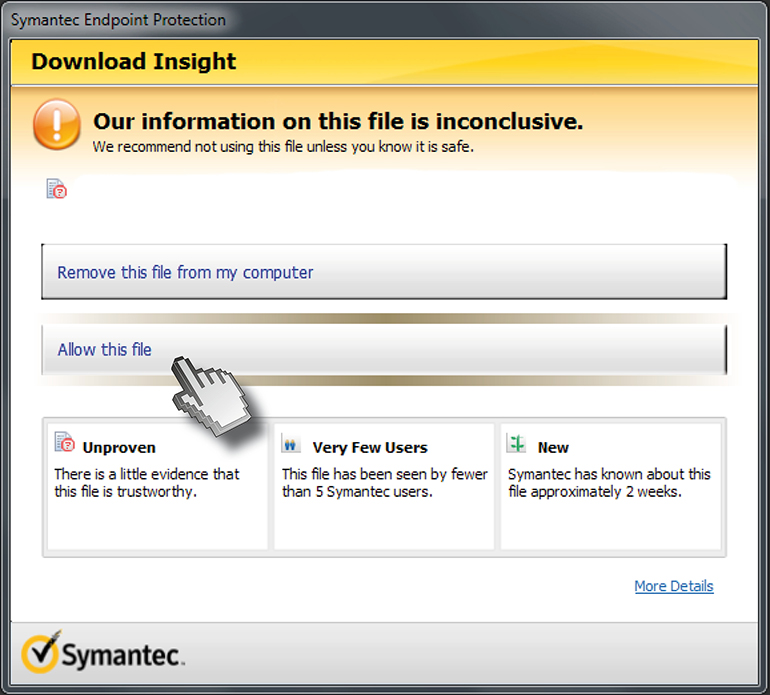 Symantec Endpoint Protection
Download Insight
Our information on this file is inconclusive.
We recommend not using this file unless you know it is safe.
Remove this file from my computer
Allow this file
Unproven
There is a little evidence that
this file is trustworthy.
Very Few Users
This file has been seen by fewer
than 5 Symantec users.
New
Symantec has known about this
file approximately 2 weeks.
More Details
Symantec.